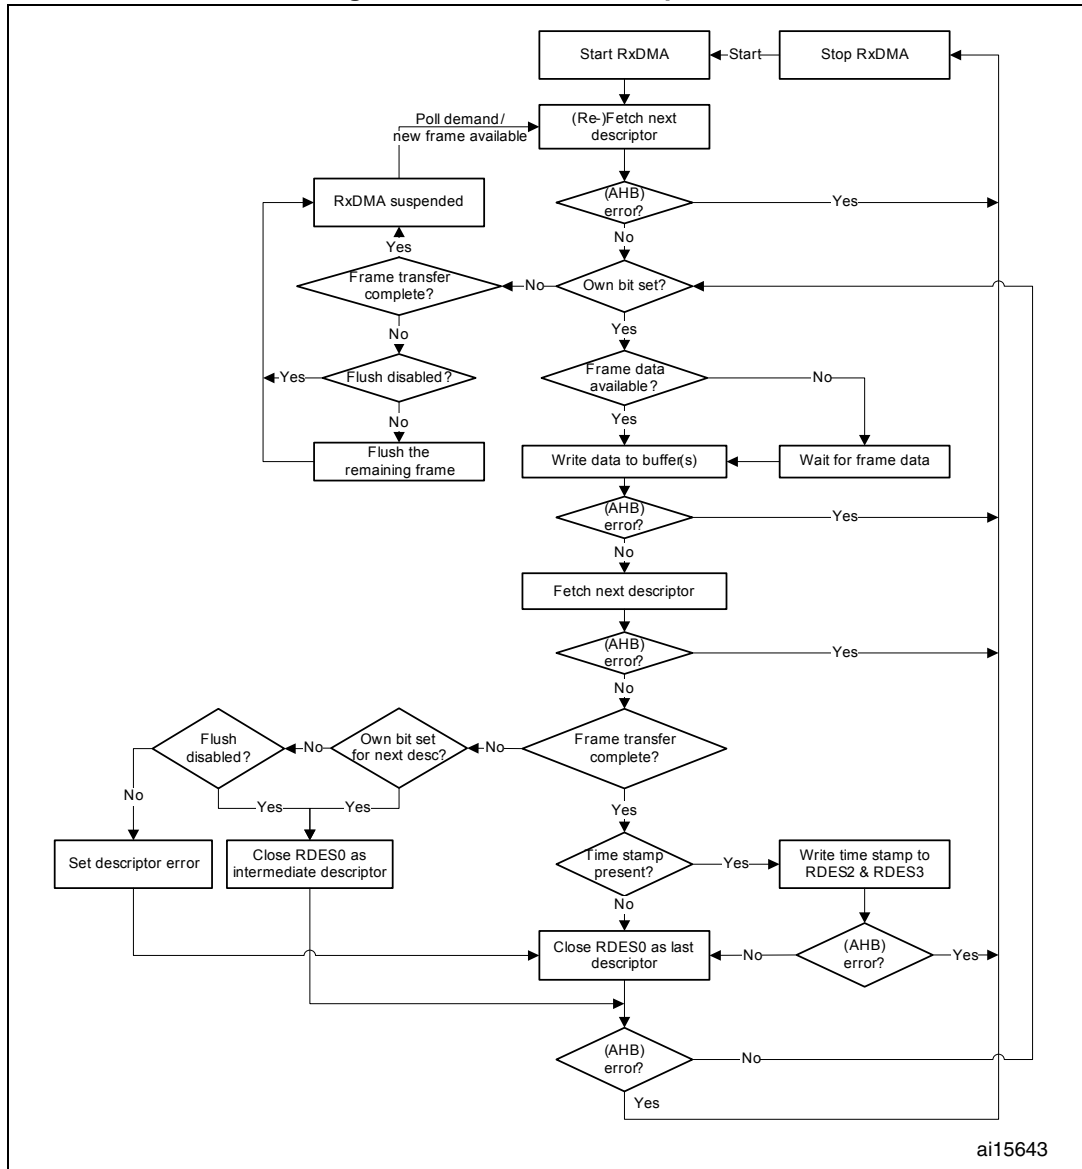 Start RxDMA
Start
Stop RxDMA
Poll demand/
new frame available
(Re-)Fetch next
descriptor
RxDMA suspended
(AHB)
error?
Yes
No
Yes
Frame transfer
complete?
No
Own bit set?
No
Yes
Yes
Flush disabled?
Frame data
available?
No
No
Yes
Flush the
remaining frame
Write data to buffer(s)
Wait for frame data
(AHB)
error?
Yes
No
Fetch next descriptor
(AHB)
error?
Yes
No
Flush
disabled?
No
Own bit set
for next desc?
No
Frame transfer
complete?
No
Yes
Yes
Yes
Set descriptor error
Close RDES0 as
intermediate descriptor
Time stamp
present?
Yes
Write time stamp to
RDES2 & RDES3
No
Close RDES0 as last
descriptor
No
(AHB)
error?
Yes
(AHB)
error?
No
Yes
ai15643